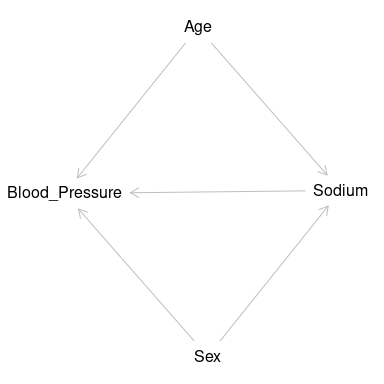 Age
Blood_Pressure
Sodium
Sex